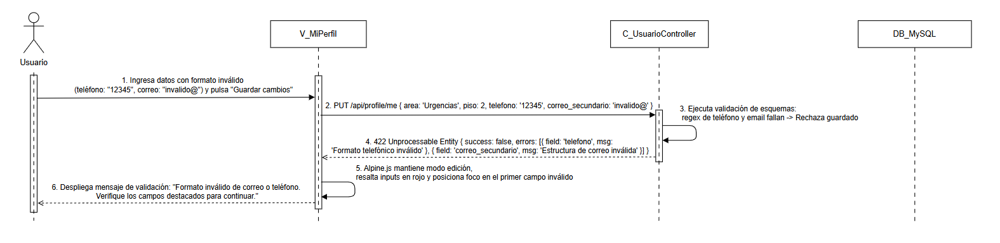 V_MiPerfil
C_UsuarioController
DB_MySQL
Usuario
1. Ingresa datos con formato inválido
(teléfono: "12345", correo: "invalido@") y pulsa "Guardar cambios"
2. PUT /api/profile/me { area: 'Urgencias', piso: 2, telefono: '12345', correo_secundario: 'invalido@' }
3. Ejecuta validación de esquemas:
regex de teléfono y email fallan -> Rechaza guardado
4. 422 Unprocessable Entity { success: false, errors: [{ field: 'telefono', msg:
'Formato telefónico inválido' }, { field: 'correo_secundario', msg: 'Estructura de correo inválida' }] }
5. Alpine.js mantiene modo edición,
resalta inputs en rojo y posiciona foco en el primer campo inválido
6. Despliega mensaje de validación: "Formato inválido de correo o teléfono.
Verifique los campos destacados para continuar."